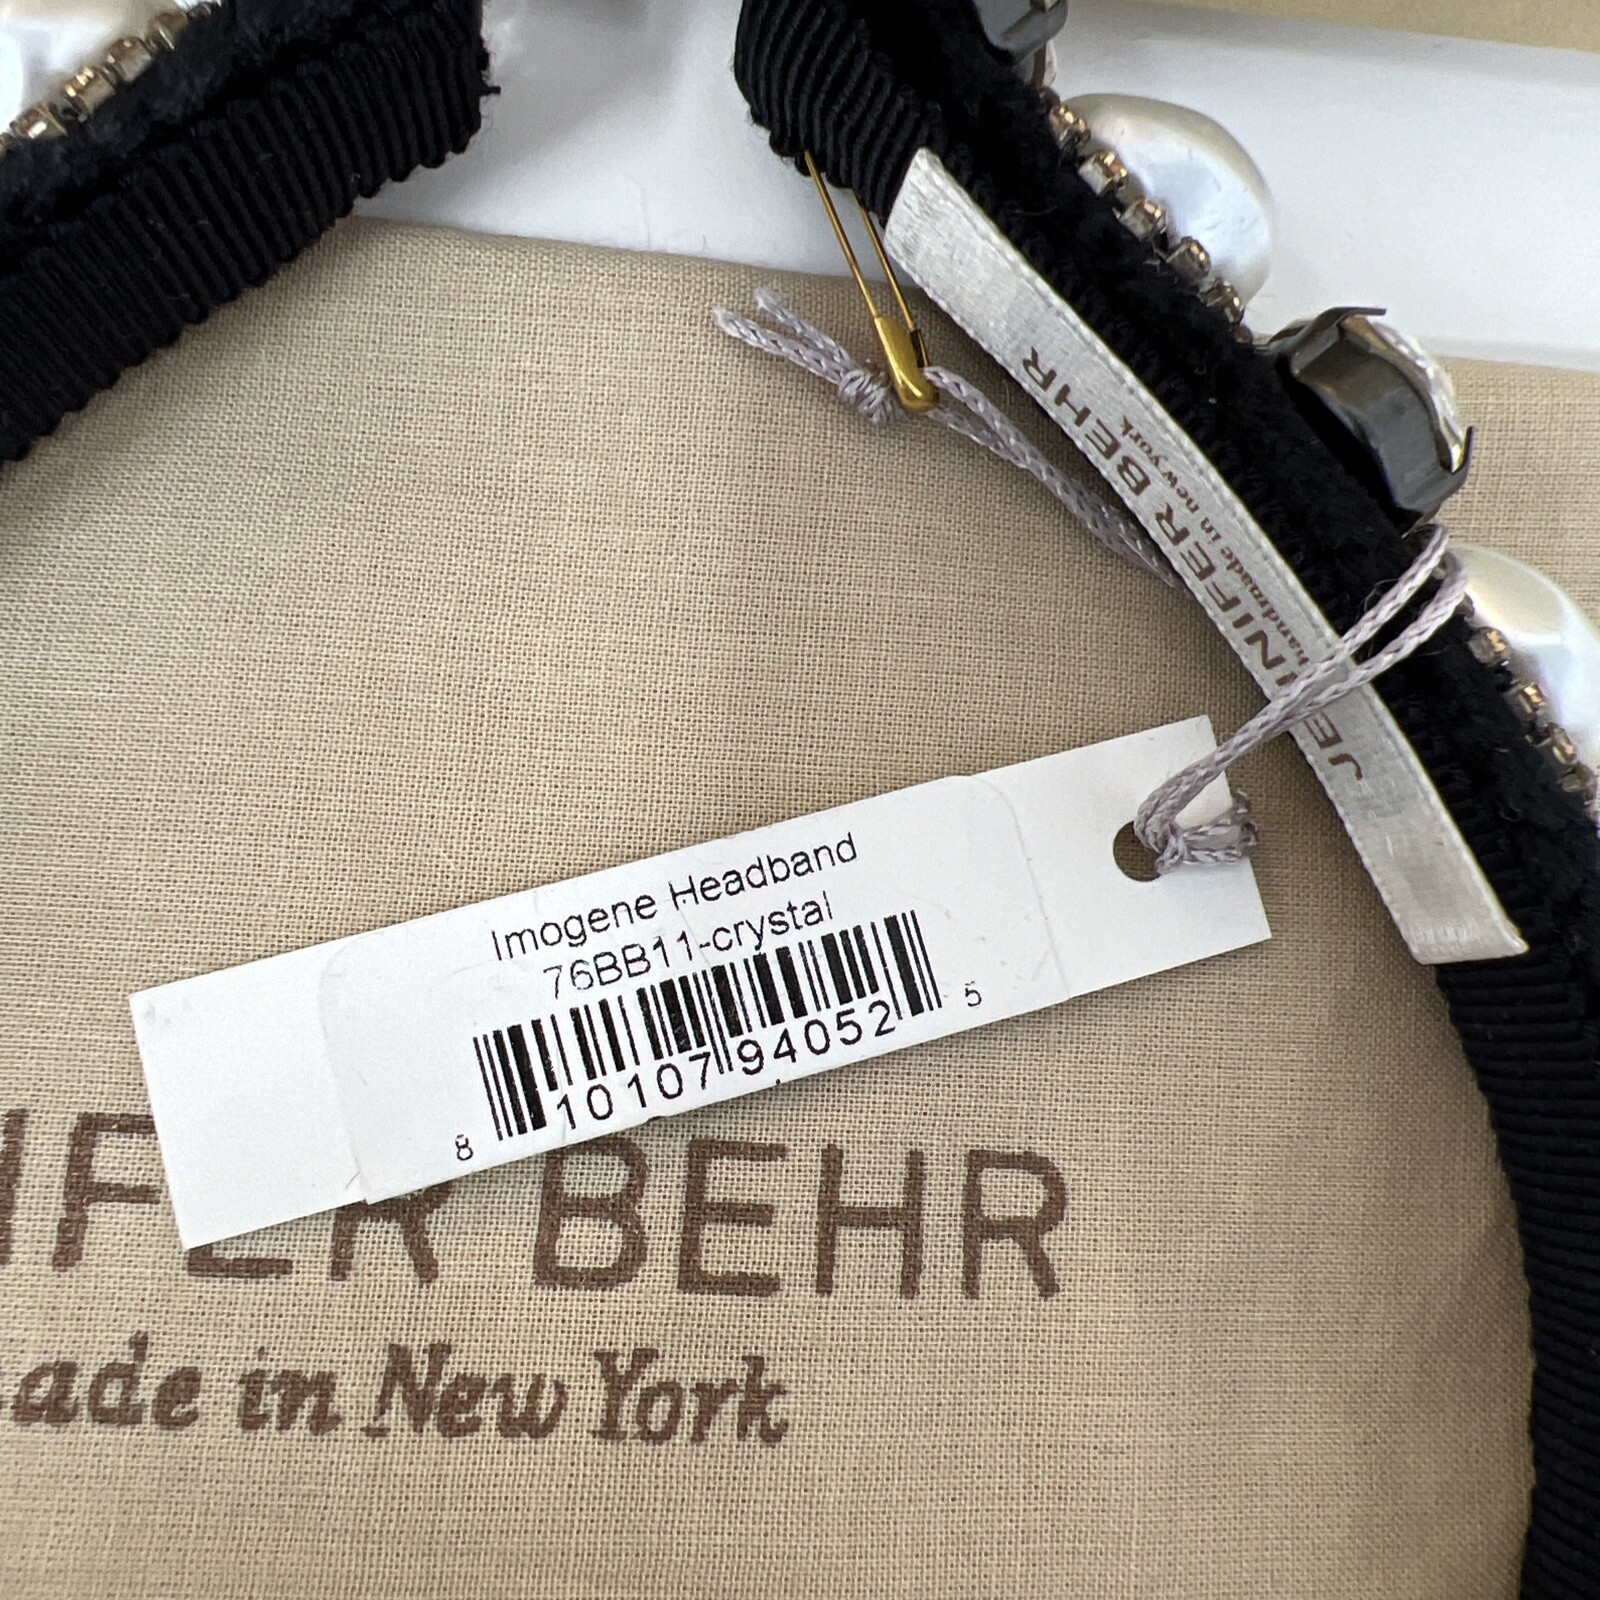 JENNIFER BEHR
handmade in new york
Imogene Headband
76BB11-crystal
8 10107 94052 5
IFER BEHR
ade in New York